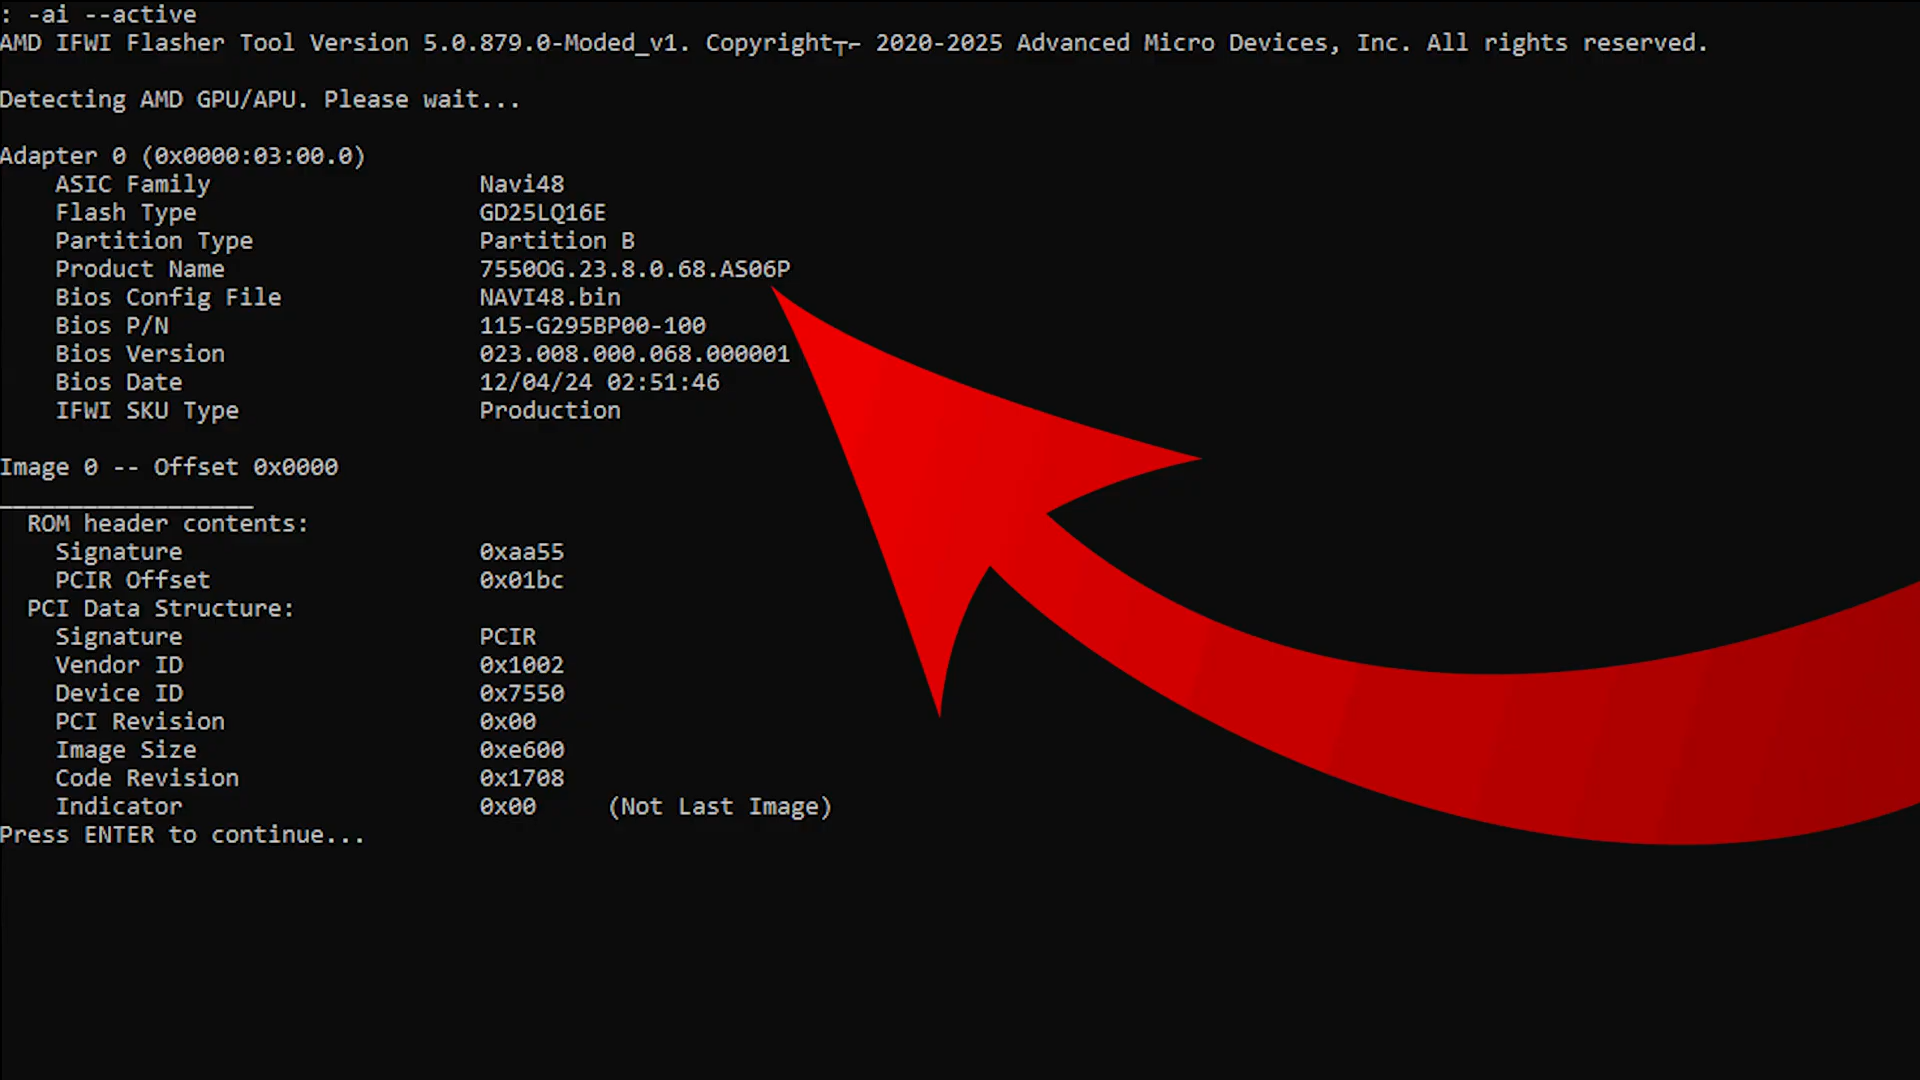 : -ai --active
AMD IFWI Flasher Tool Version 5.0.879.0-Moded_v1. Copyright┬⌐ 2020-2025 Advanced Micro Devices, Inc. All rights reserved.
Detecting AMD GPU/APU. Please wait...
Adapter 0 (0x0000:03:00.0)
ASIC Family Navi48
Flash Type GD25LQ16E
Partition Type Partition B
Product Name 7550OG.23.8.0.68.AS06P
Bios Config File NAVI48.bin
Bios P/N 115-G295BP00-100
Bios Version 023.008.000.068.000001
Bios Date 12/04/24 02:51:46
IFWI SKU Type Production
Image 0 -- Offset 0x0000
__________________
ROM header contents:
Signature 0xaa55
PCIR Offset 0x01bc
PCI Data Structure:
Signature PCIR
Vendor ID 0x1002
Device ID 0x7550
PCI Revision 0x00
Image Size 0xe600
Code Revision 0x1708
Indicator 0x00 (Not Last Image)
Press ENTER to continue...